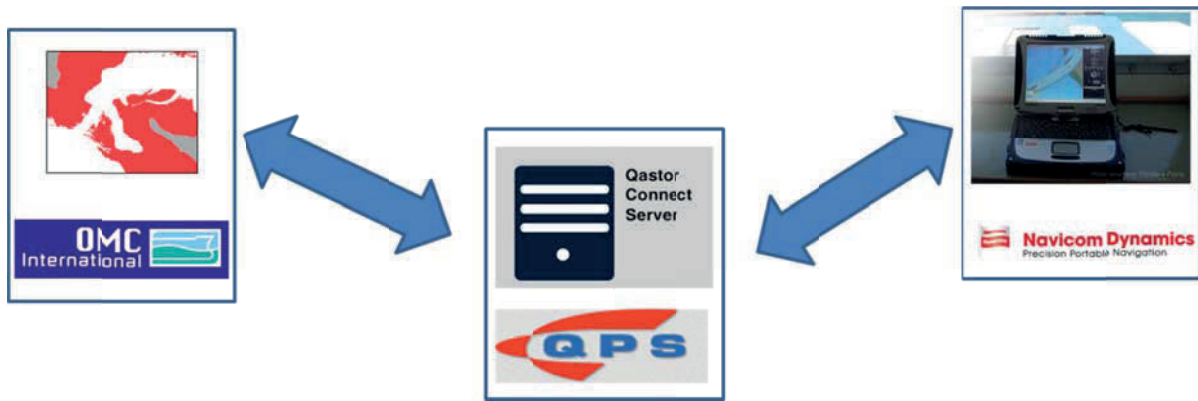 OMC
International
Qastor
Connect
Server
QPS
Navicom Dynamics
Precision Portable Navigation